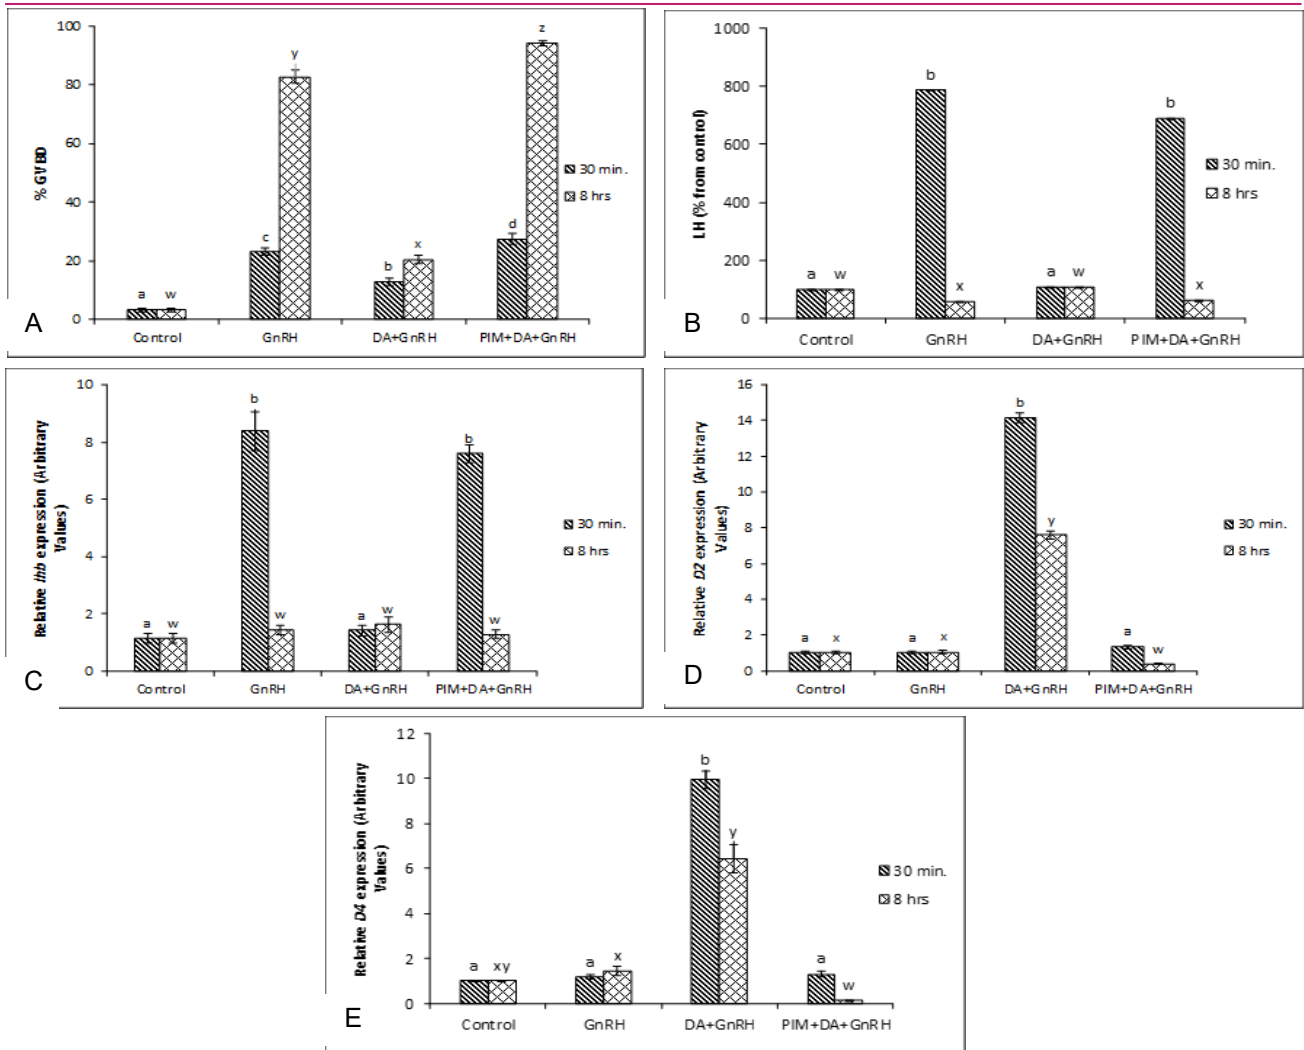 100
80
60
40
20
0
% GVBD
a
w
c
y
b
x
d
z
Control
GnRH
DA+GnRH
PIM+DA+GnRH
30 min.
8 hrs
A
1000
800
600
400
200
0
LH (% from control)
a
w
b
x
a
w
b
x
Control
GnRH
DA+GnRH
PIM+DA+GnRH
30 min.
8 hrs
B
10
8
6
4
2
0
Relative lhb expression (Arbitrary
Values)
a
w
b
w
a
w
b
w
Control
GnRH
DA+GnRH
PIM+DA+GnRH
30 min.
8 hrs
C
16
14
12
10
8
6
4
2
0
Relative D2 expression (Arbitrary
Values)
a
x
a
x
b
y
a
w
Control
GnRH
DA+GnRH
PIM+DA+GnRH
30 min.
8 hrs
D
12
10
8
6
4
2
0
Relative D4 expression (Arbitrary
Values)
a
xy
a
x
b
y
a
w
Control
GnRH
DA+GnRH
PIM+DA+GnRH
30 min.
8 hrs
E